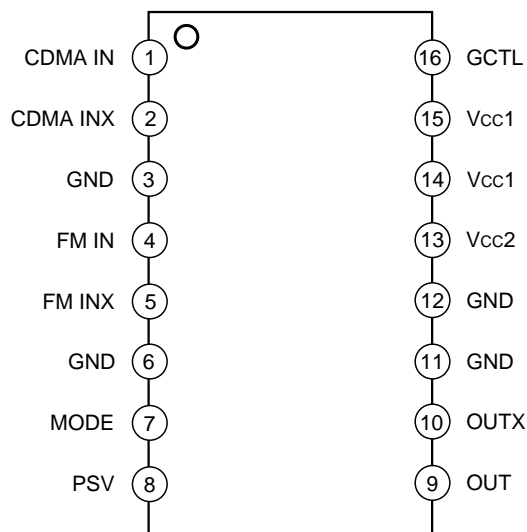 CDMA IN 1 16 GCTL
CDMA INX 2 15 Vcc1
GND 3 14 Vcc1
FM IN 4 13 Vcc2
FM INX 5 12 GND
GND 6 11 GND
MODE 7 10 OUTX
PSV 8 9 OUT